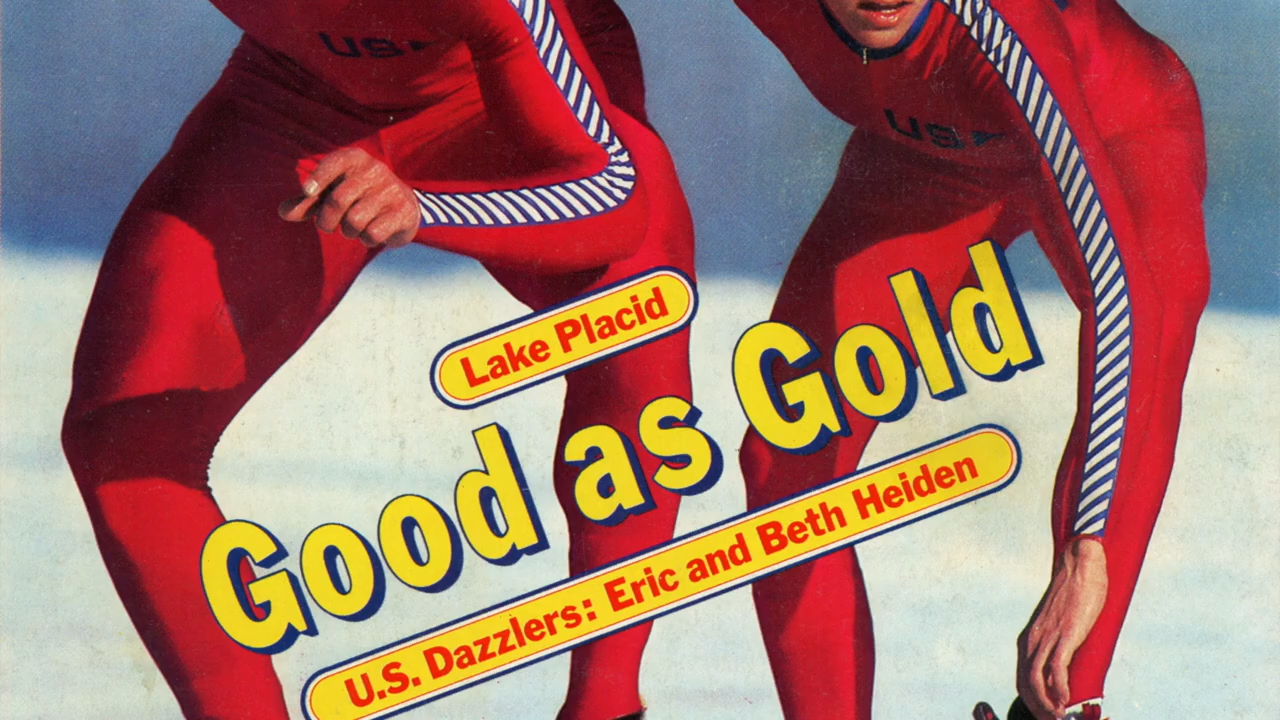 USA
USA
Lake Placid
Good as Gold
U.S. Dazzlers: Eric and Beth Heiden